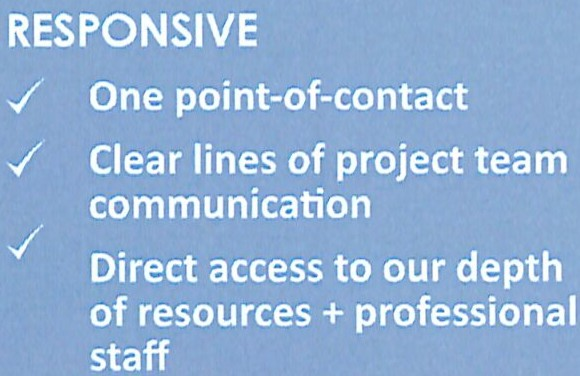 RESPONSIVE
✓ One point-of-contact
✓ Clear lines of project team
communication
✓ Direct access to our depth
of resources + professional
staff